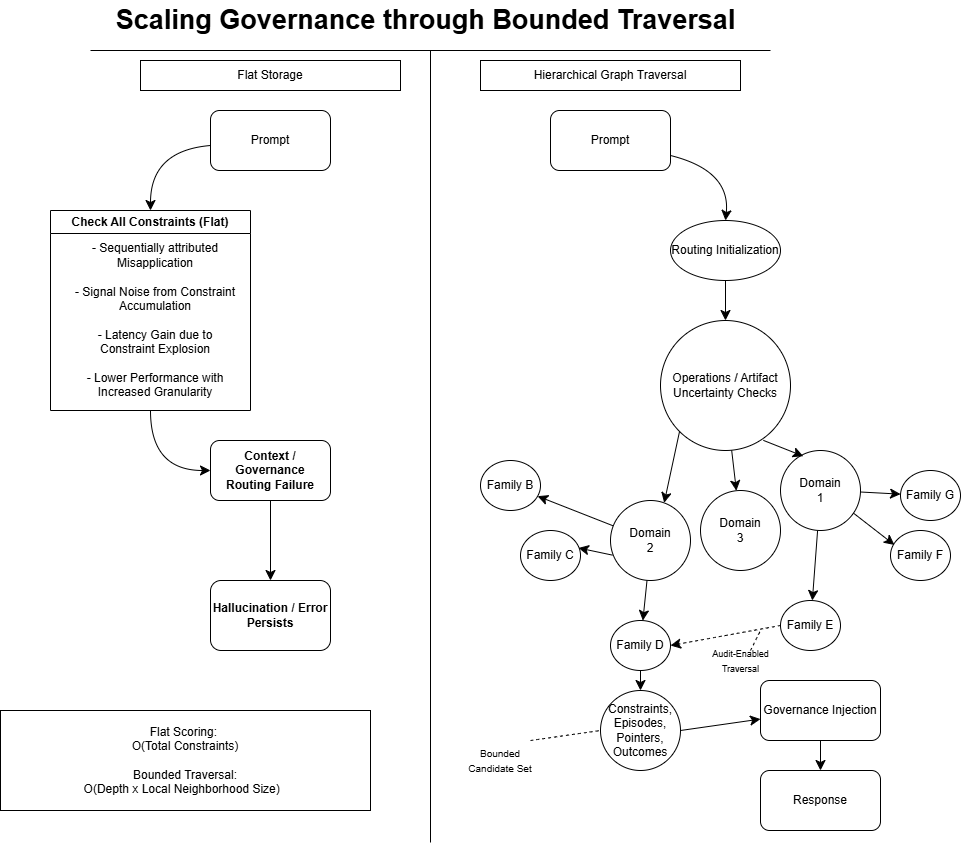 Scaling Governance through Bounded Traversal
Flat Storage
Prompt
Check All Constraints (Flat)
- Sequentially attributed
Misapplication
- Signal Noise from Constraint
Accumulation
- Latency Gain due to
Constraint Explosion
- Lower Performance with
Increased Granularity
Context /
Governance
Routing Failure
Hallucination / Error
Persists
Flat Scoring:
O(Total Constraints)
Bounded Traversal:
O(Depth x Local Neighborhood Size)
Hierarchical Graph Traversal
Prompt
Routing Initialization
Operations / Artifact
Uncertainty Checks
Domain
1
Domain
2
Domain
3
Family B
Family C
Family D
Family G
Family F
Family E
Audit-Enabled
Traversal
Constraints,
Episodes,
Pointers,
Outcomes
Bounded
Candidate Set
Governance Injection
Response